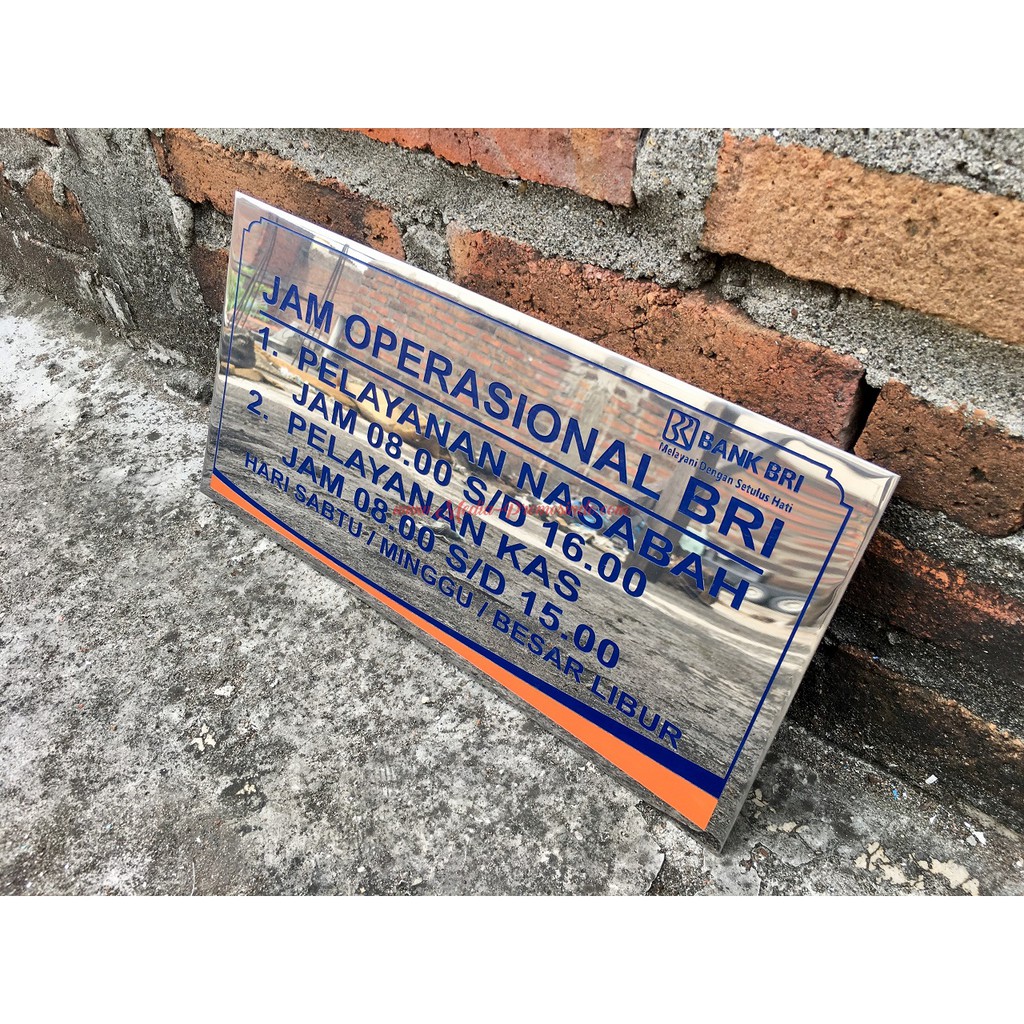 BANK BRI
Melayani Dengan Setulus Hati
JAM OPERASIONAL BRI
1. PELAYANAN NASABAH
JAM 08.00 S/D 16.00
2. PELAYANAN KAS
JAM 08.00 S/D 15.00
HARI SABTU / MINGGU / BESAR LIBUR